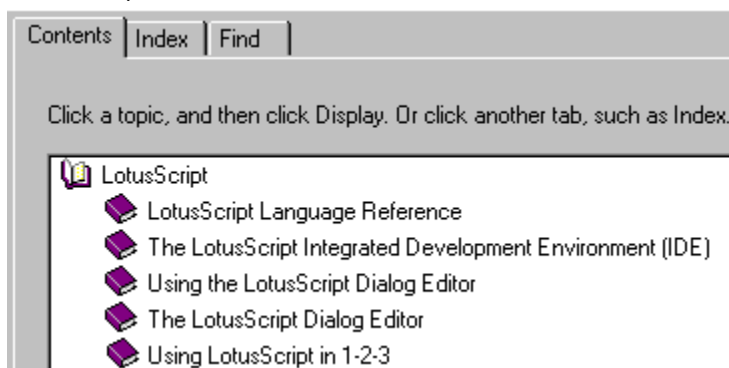 Contents Index Find
Click a topic, and then click Display. Or click another tab, such as Index.
LotusScript
LotusScript Language Reference
The LotusScript Integrated Development Environment (IDE)
Using the LotusScript Dialog Editor
The LotusScript Dialog Editor
Using LotusScript in 1-2-3